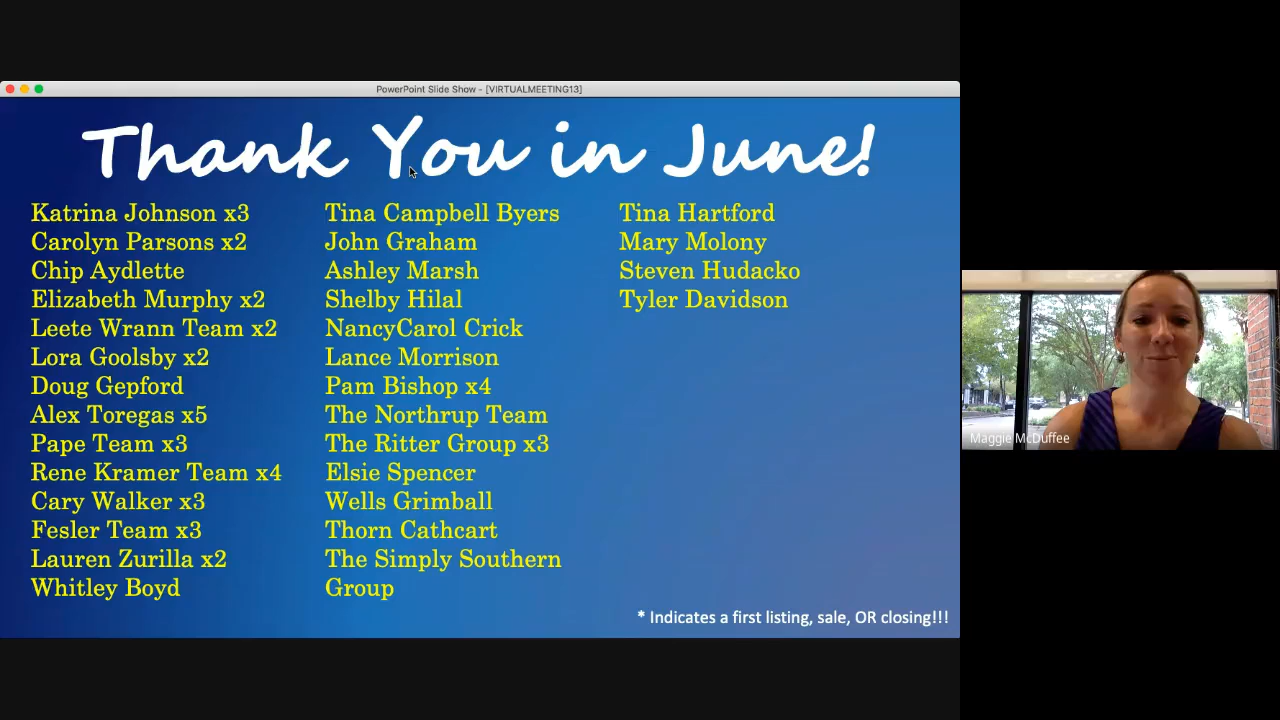 PowerPoint Slide Show - [VIRTUALMEETING13]
Thank You in June!
Katrina Johnson x3
Carolyn Parsons x2
Chip Aydlette
Elizabeth Murphy x2
Leete Wrann Team x2
Lora Goolsby x2
Doug Gepford
Alex Toregas x5
Pape Team x3
Rene Kramer Team x4
Cary Walker x3
Fesler Team x3
Lauren Zurilla x2
Whitley Boyd
Tina Campbell Byers
John Graham
Ashley Marsh
Shelby Hilal
NancyCarol Crick
Lance Morrison
Pam Bishop x4
The Northrup Team
The Ritter Group x3
Elsie Spencer
Wells Grimball
Thorn Cathcart
The Simply Southern
Group
Tina Hartford
Mary Molony
Steven Hudacko
Tyler Davidson
* Indicates a first listing, sale, OR closing!!!
Maggie McDuffee